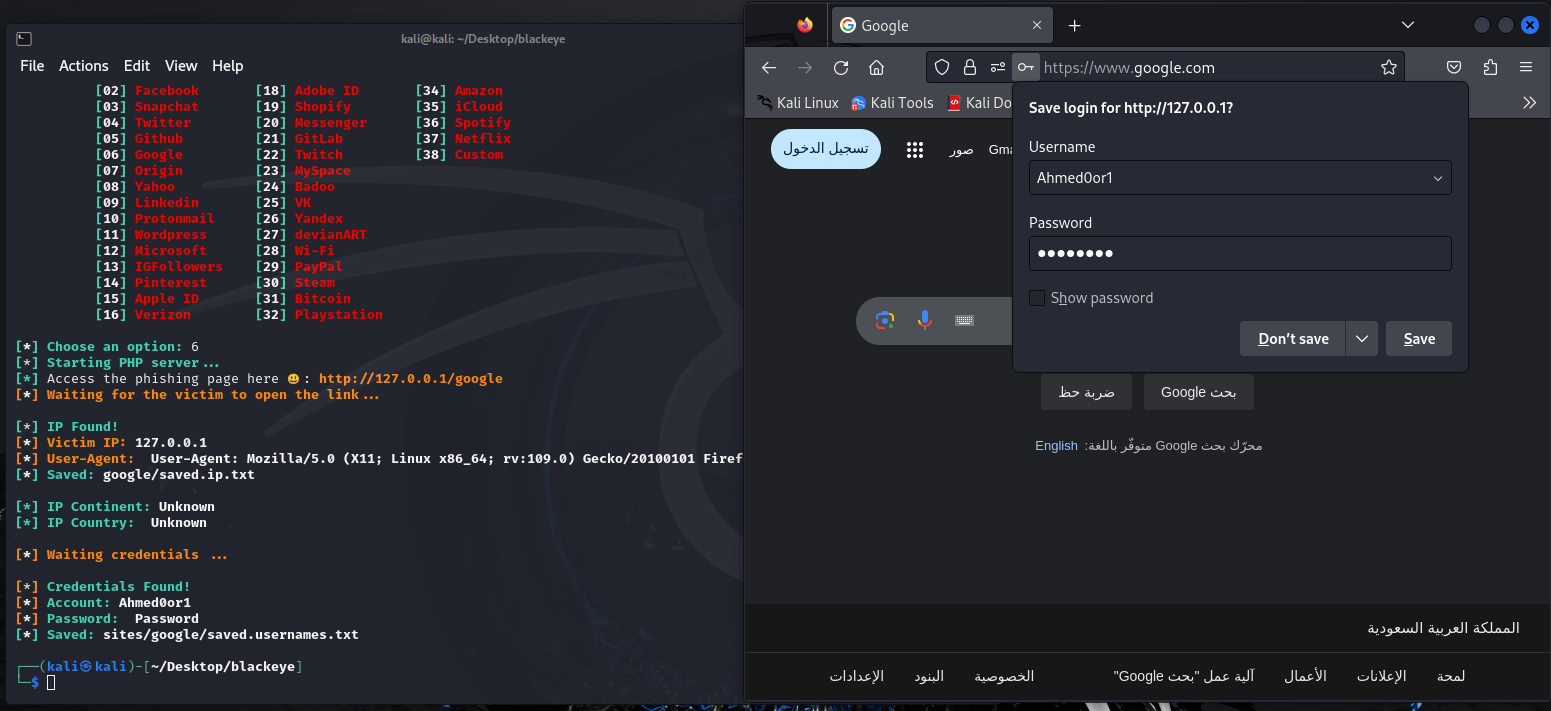 kali@kali: ~/Desktop/blackeye
File Actions Edit View Help
[02] Facebook [18] Adobe ID [34] Amazon
[03] Snapchat [19] Shopify [35] iCloud
[04] Twitter [20] Messenger [36] Spotify
[05] Github [21] GitLab [37] Netflix
[06] Google [22] Twitch [38] Custom
[07] Origin [23] MySpace
[08] Yahoo [24] Badoo
[09] Linkedin [25] VK
[10] Protonmail [26] Yandex
[11] Wordpress [27] devianART
[12] Microsoft [28] Wi-Fi
[13] IGFollowers [29] PayPal
[14] Pinterest [30] Steam
[15] Apple ID [31] Bitcoin
[16] Verizon [32] Playstation
[*] Choose an option: 6
[*] Starting PHP server...
[*] Access the phishing page here 😃: http://127.0.0.1/google
[*] Waiting for the victim to open the link...
[*] IP Found!
[*] Victim IP: 127.0.0.1
[*] User-Agent: User-Agent: Mozilla/5.0 (X11; Linux x86_64; rv:109.0) Gecko/20100101 Firef
[*] Saved: google/saved.ip.txt
[*] IP Continent: Unknown
[*] IP Country: Unknown
[*] Waiting credentials ...
[*] Credentials Found!
[*] Account: Ahmed0or1
[*] Password: Password
[*] Saved: sites/google/saved.usernames.txt
┌──(kali㉿kali)-[~/Desktop/blackeye]
└─$
Google
https://www.google.com
Kali Linux Kali Tools Kali Do
Save login for http://127.0.0.1?
Username
Ahmed0or1
Password
●●●●●●●●
Show password
Don't save Save
تسجيل الدخول صور Gma
بحث Google ضربة حظ
محرّك بحث Google متوفّر باللغة: English
المملكة العربية السعودية
لمحة الإعلانات الأعمال آلية عمل "بحث Google" الخصوصية البنود الإعدادات